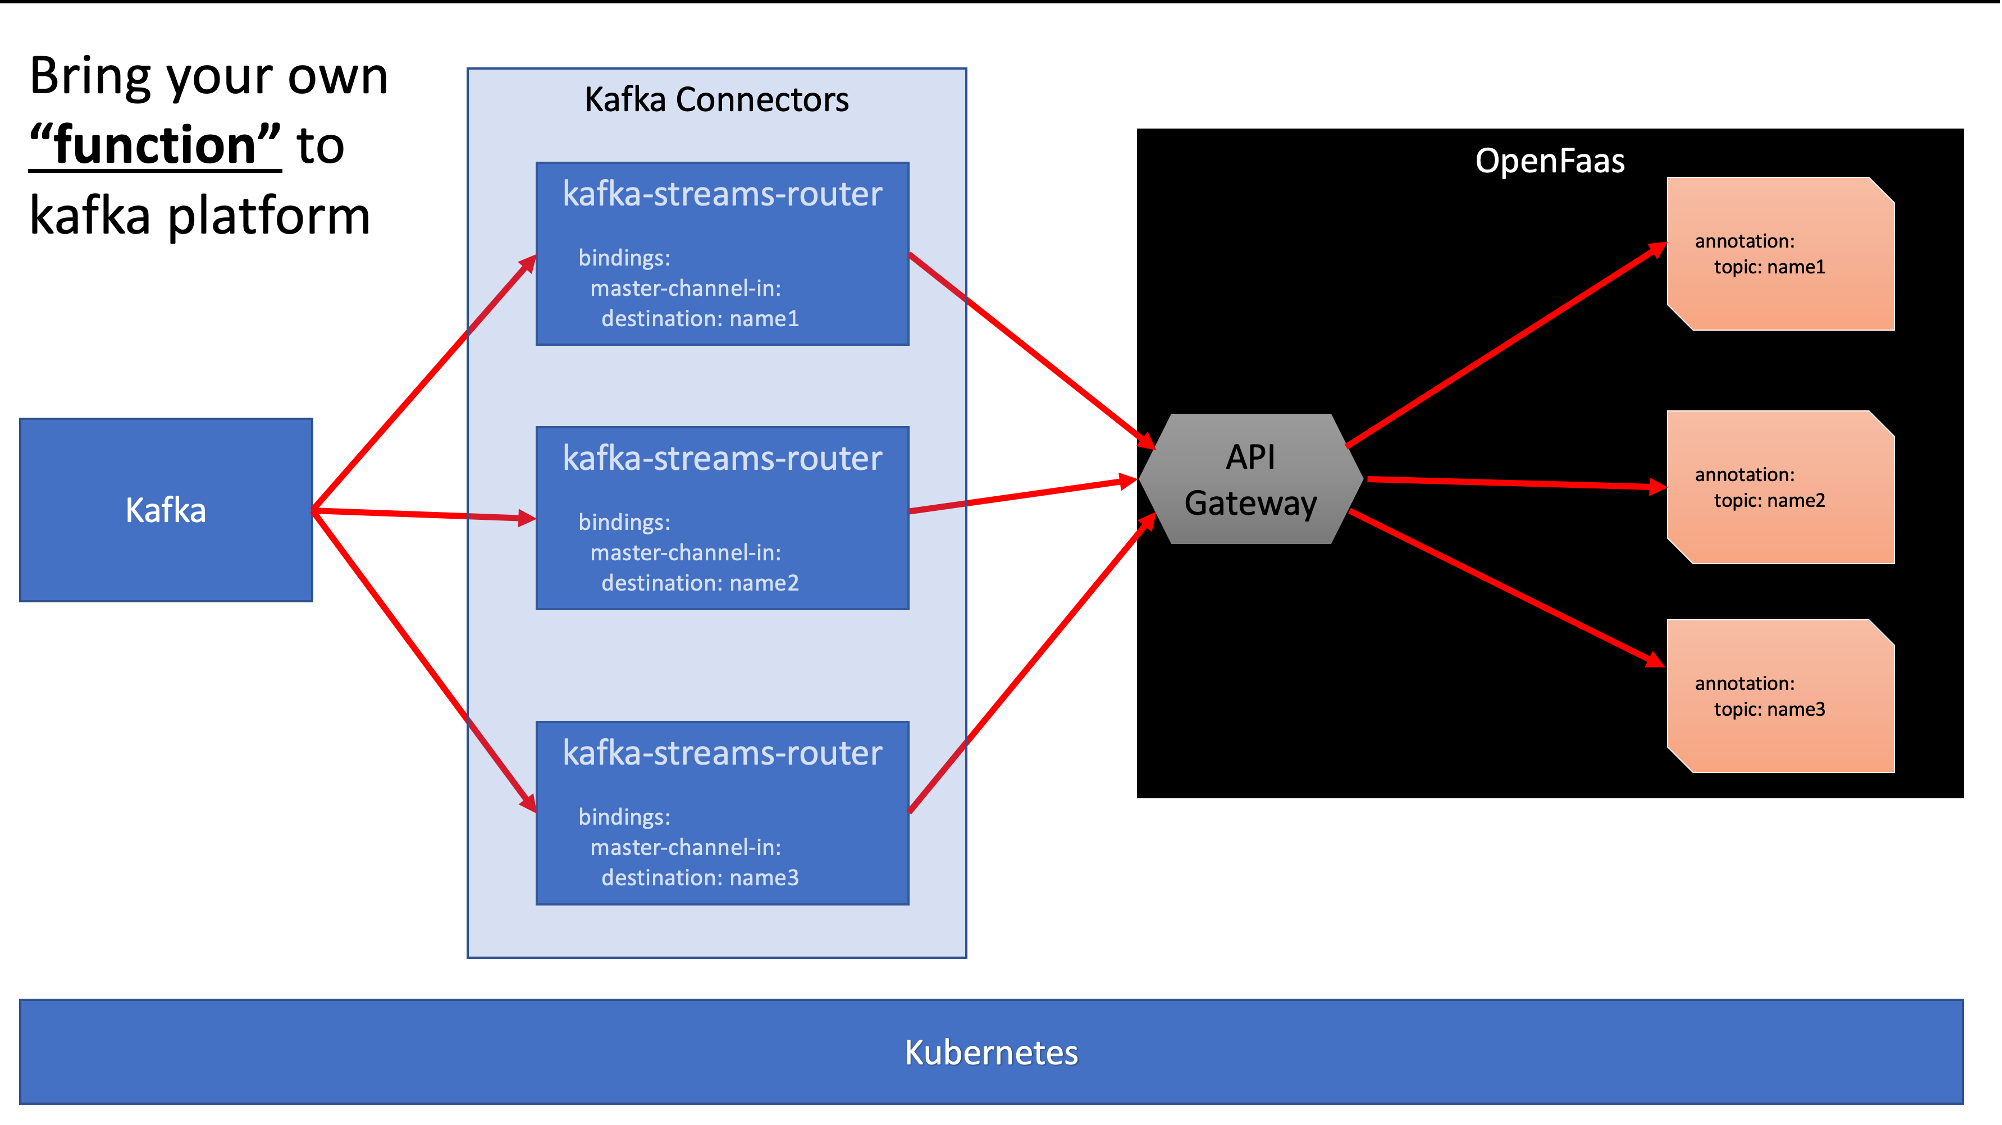 Bring your own
“function” to
kafka platform
Kafka Connectors
kafka-streams-router
bindings:
master-channel-in:
destination: name1
kafka-streams-router
bindings:
master-channel-in:
destination: name2
kafka-streams-router
bindings:
master-channel-in:
destination: name3
Kafka
OpenFaas
API
Gateway
annotation:
topic: name1
annotation:
topic: name2
annotation:
topic: name3
Kubernetes